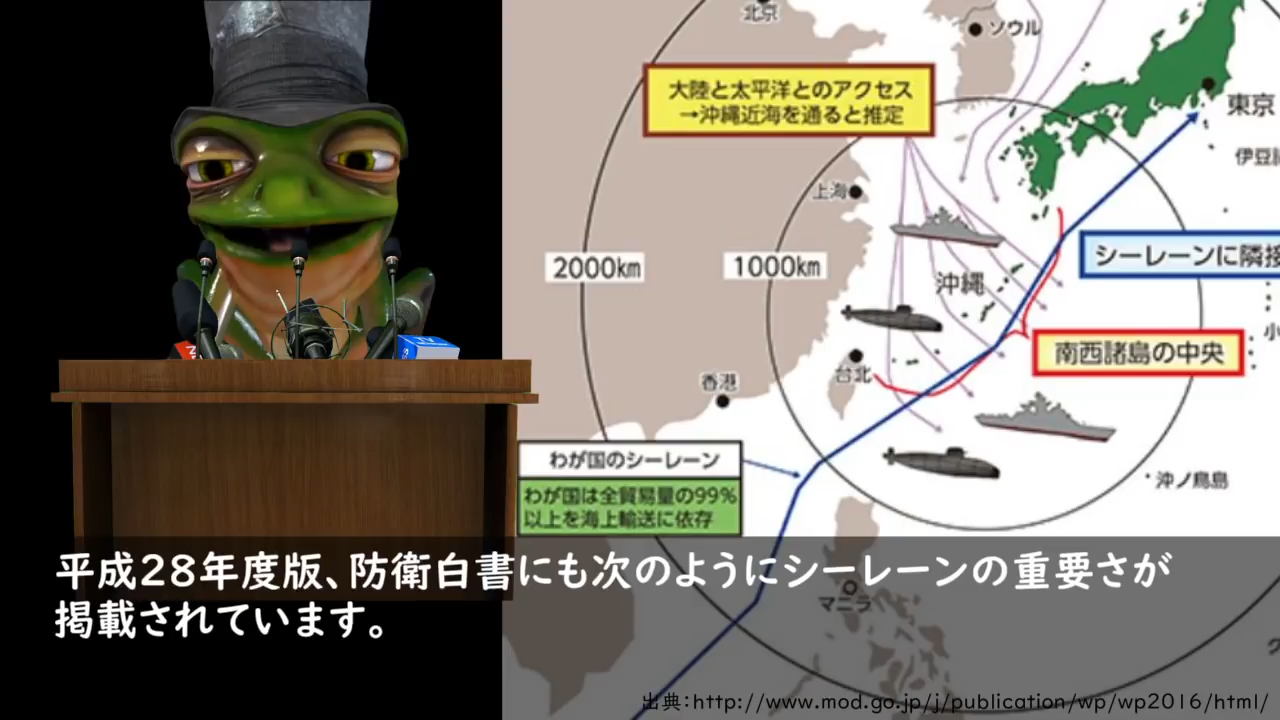 北京
ソウル
大陸と太平洋とのアクセス
→沖縄近海を通ると推定
東京
伊豆諸
上海
シーレーンに隣接
2000㎞
1000㎞
沖縄
小
南西諸島の中央
台北
香港
わが国のシーレーン
わが国は全貿易量の99%
以上を海上輸送に依存
沖ノ鳥島
平成28年度版、防衛白書にも次のようにシーレーンの重要さが
掲載されています。
マニラ
出典：http://www.mod.go.jp/j/publication/wp/wp2016/html/